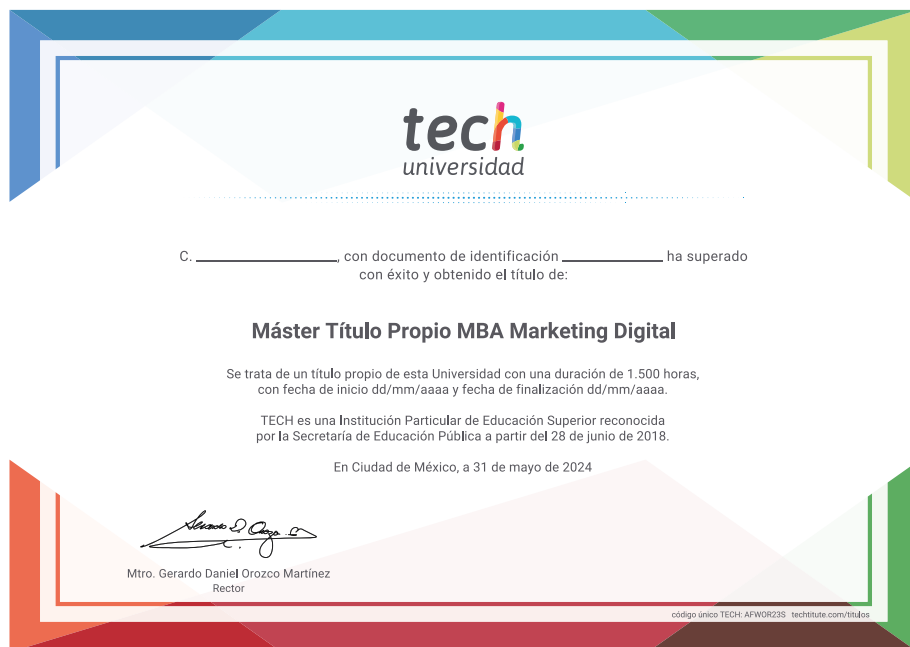 tech
universidad
C. ____________________, con documento de identificación ______________ ha superado
con éxito y obtenido el título de:
Máster Título Propio MBA Marketing Digital
Se trata de un título propio de esta Universidad con una duración de 1.500 horas,
con fecha de inicio dd/mm/aaaa y fecha de finalización dd/mm/aaaa.
TECH es una Institución Particular de Educación Superior reconocida
por la Secretaría de Educación Pública a partir del 28 de junio de 2018.
En Ciudad de México, a 31 de mayo de 2024
Mtro. Gerardo Daniel Orozco Martínez
Rector
código único TECH: AFWOR23S techtitute.com/titulos